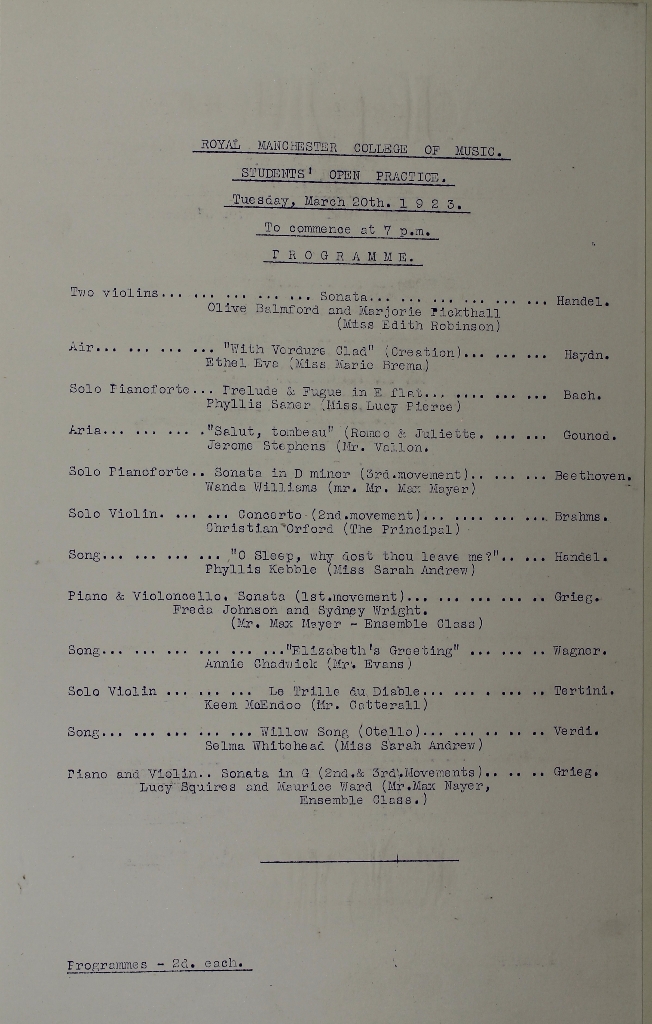 ROYAL MANCHESTER COLLEGE OF MUSIC.
STUDENTS' OPEN PRACTICE.
Tuesday, March 20th. 1 9 2 3.
To commence at 7 p.m.
P R O G R A M M E.
Two violins... ... ... ... ... Sonata... ... ... ... ... ... ... Handel.
Olive Balmford and Marjorie Pickthall
(Miss Edith Robinson)
Air... ... ... ... "With Verdure Clad" (Creation)... ... ... ... Haydn.
Ethel Eve (Miss Marie Brema)
Solo Pianoforte... Prelude & Fugue in E flat... .... ... ... Bach.
Phyllis Saner (Miss Lucy Pierce)
Aria... ... ... ... ."Salut, tombeau" (Romeo & Juliette. ... ... Gounod.
Jerome Stephens (Mr. Vallon.
Solo Pianoforte.. Sonata in D minor (3rd.movement).. ... ... Beethoven.
Wanda Williams (mr. Mr. Max Mayer)
Solo Violin. ... ... Concerto (2nd.movement)... ... ... ... ... Brahms.
Christian Orford (The Principal)
Song... ... ... ... ... "O Sleep, why dost thou leave me?".. ... Handel.
Phyllis Kebble (Miss Sarah Andrew)
Piano & Violoncello. Sonata (1st.movement)... ... ... ... .. Grieg.
Freda Johnson and Sydney Wright.
(Mr. Max Mayer - Ensemble Class)
Song... ... ... ... ... ... ..."Elizabeth's Greeting" ... ... ... Wagner.
Annie Chadwick (Mr. Evans)
Solo Violin ... ... ... ... Le Trille du Diable... ... . ... ... Tertini.
Keem McEndoo (Mr. Catterall)
Song... ... ... ... ... ... Willow Song (Otello)... ... .. .. .. Verdi.
Selma Whitehead (Miss Sarah Andrew)
Piano and Violin.. Sonata in G (2nd.& 3rd.Movements).. .. .. Grieg.
Lucy Squires and Maurice Ward (Mr.Max Mayer,
Ensemble Class.)
Programmes - 2d. each.